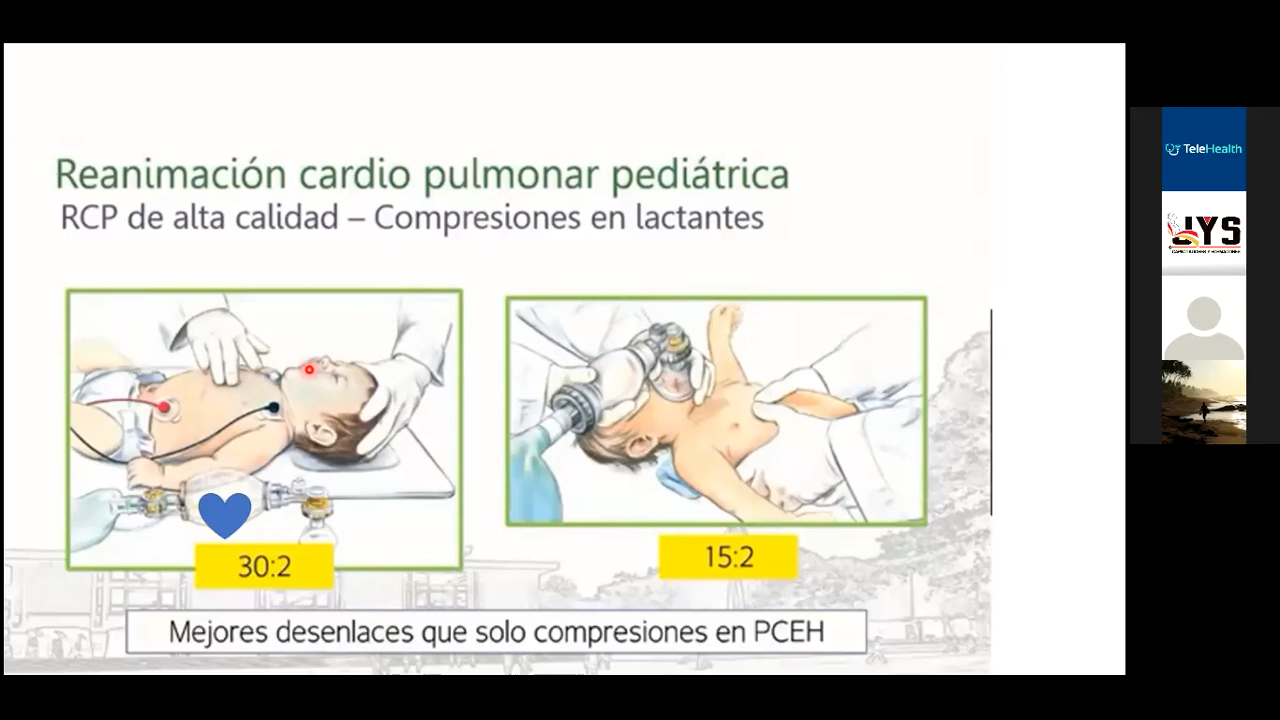 Reanimación cardio pulmonar pediátrica
RCP de alta calidad – Compresiones en lactantes
30:2
15:2
Mejores desenlaces que solo compresiones en PCEH
TeleHealth
JYS